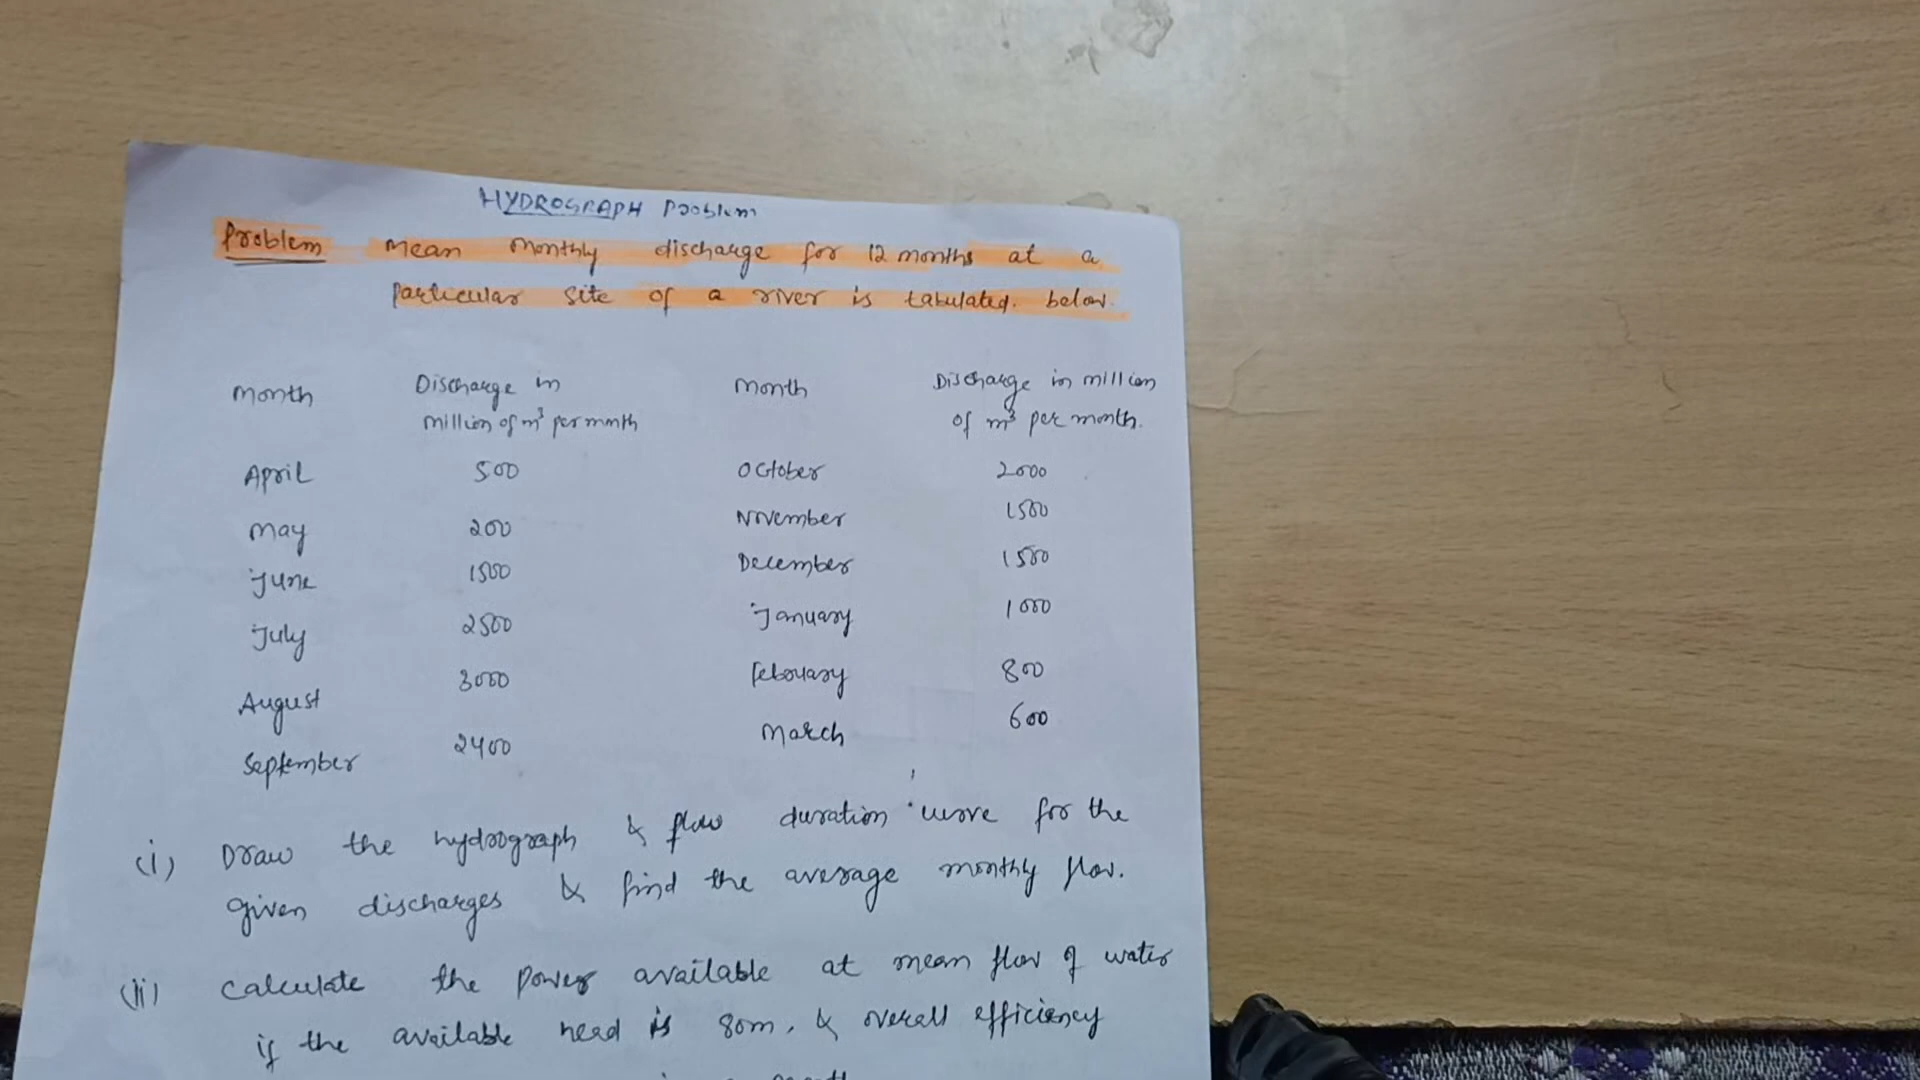 HYDROGRAPH Problem
Problem Mean Monthly discharge for 12 months at a
particular site of a river is tabulated. below.
Month Discharge in million of m³ per month Month Discharge in million of m³ per month.
April 500 October 2000
May 200 November 1500
June 1500 December 1500
July 2500 January 1000
August 3000 February 800
September 2400 March 600
(i) Draw the hydrograph & flow duration curve for the
given discharges & find the average monthly flow.
(ii) Calculate the power available at mean flow of water
if the available head is 80m, & overall efficiency